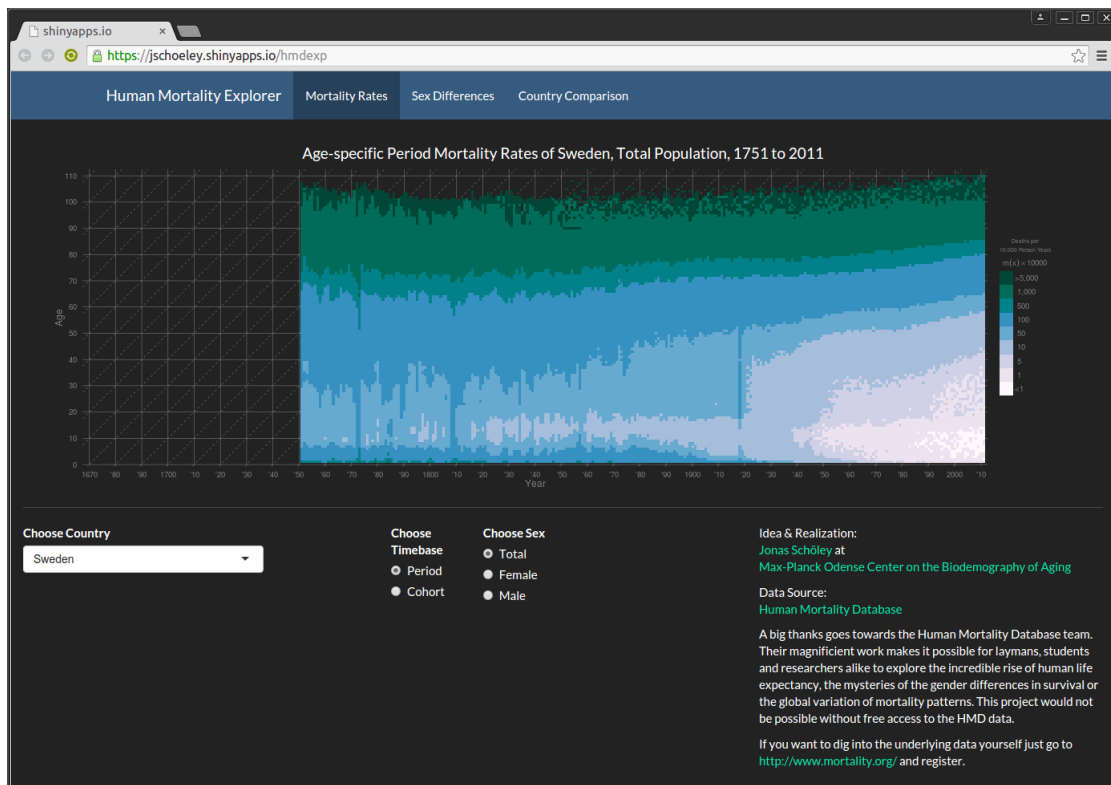 shinyapps.io
https://jschoeley.shinyapps.io/hmdexp
Human Mortality Explorer Mortality Rates Sex Differences Country Comparison
Age-specific Period Mortality Rates of Sweden, Total Population, 1751 to 2011
110
100
90
80
70
60
50
40
30
20
10
0
Age
1670 '80 '90 1700 '10 '20 '30 '40 '50 '60 '70 '80 '90 1800 '10 '20 '30 '40 '50 '60 '70 '80 '90 1900 '10 '20 '30 '40 '50 '60 '70 '80 '90 2000 '10
Year
Deaths per
10,000 Person Years
m(x) × 10000
>5,000
1,000
500
100
50
10
5
1
<1
Choose Country
Sweden
Choose
Timebase
Period
Cohort
Choose Sex
Total
Female
Male
Idea & Realization:
Jonas Schöley at
Max-Planck Odense Center on the Biodemography of Aging
Data Source:
Human Mortality Database
A big thanks goes towards the Human Mortality Database team.
Their magnificient work makes it possible for laymans, students
and researchers alike to explore the incredible rise of human life
expectancy, the mysteries of the gender differences in survival or
the global variation of mortality patterns. This project would not
be possible without free access to the HMD data.
If you want to dig into the underlying data yourself just go to
http://www.mortality.org/ and register.